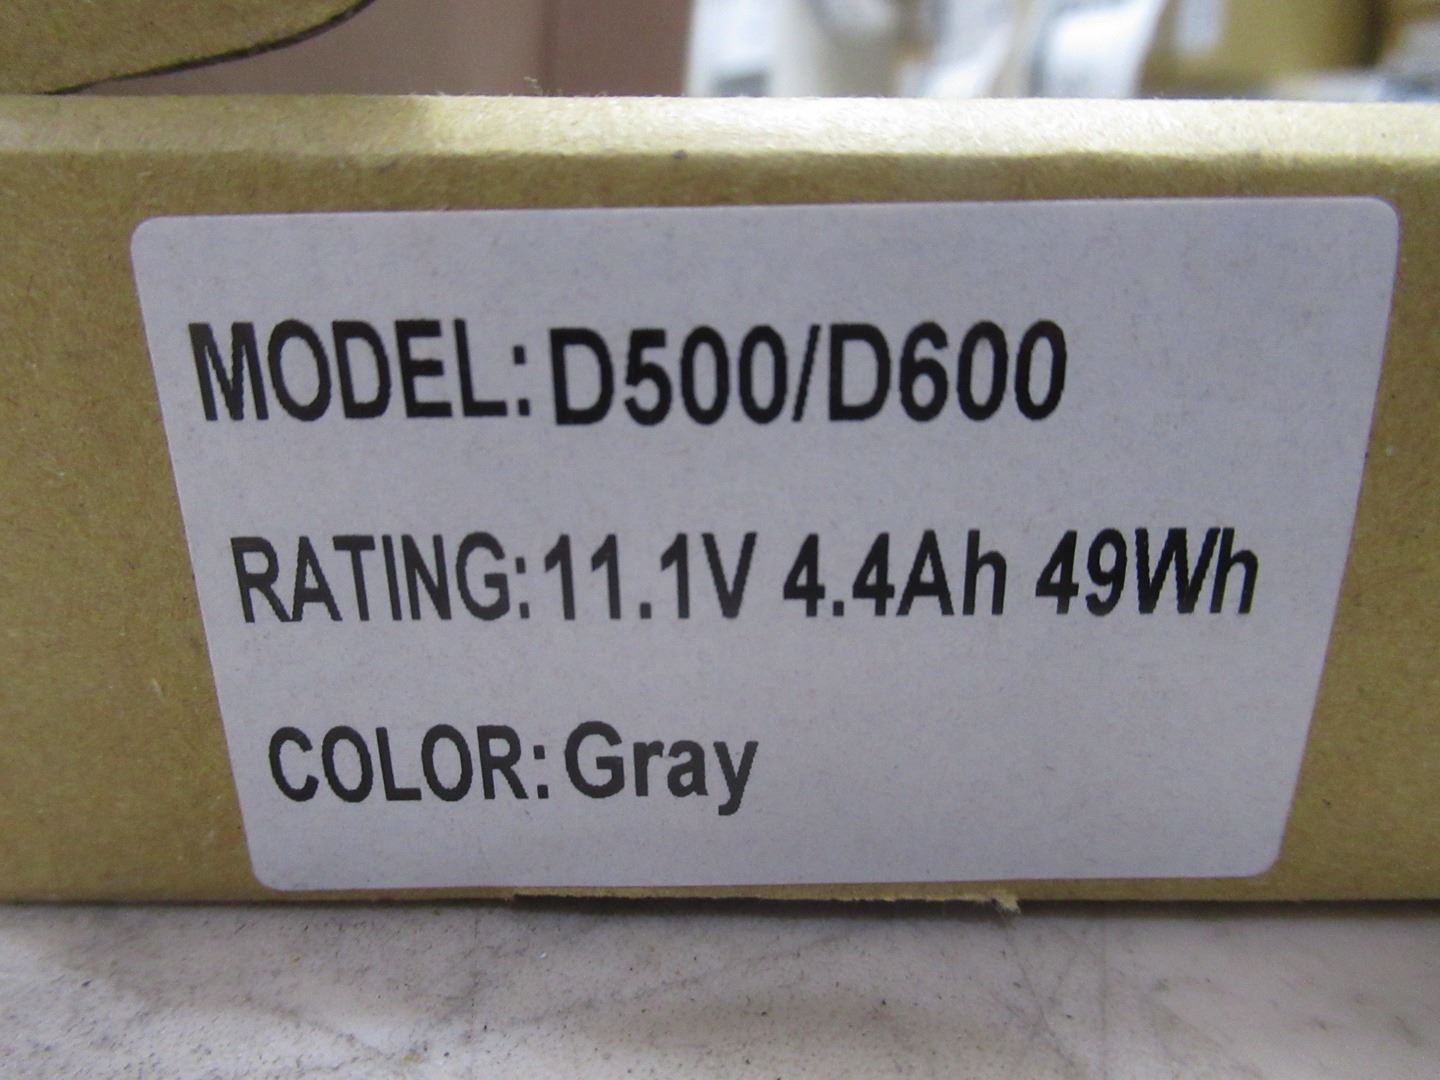 MODEL: D500/D600
RATING: 11.1V 4.4Ah 49Wh
COLOR: Gray